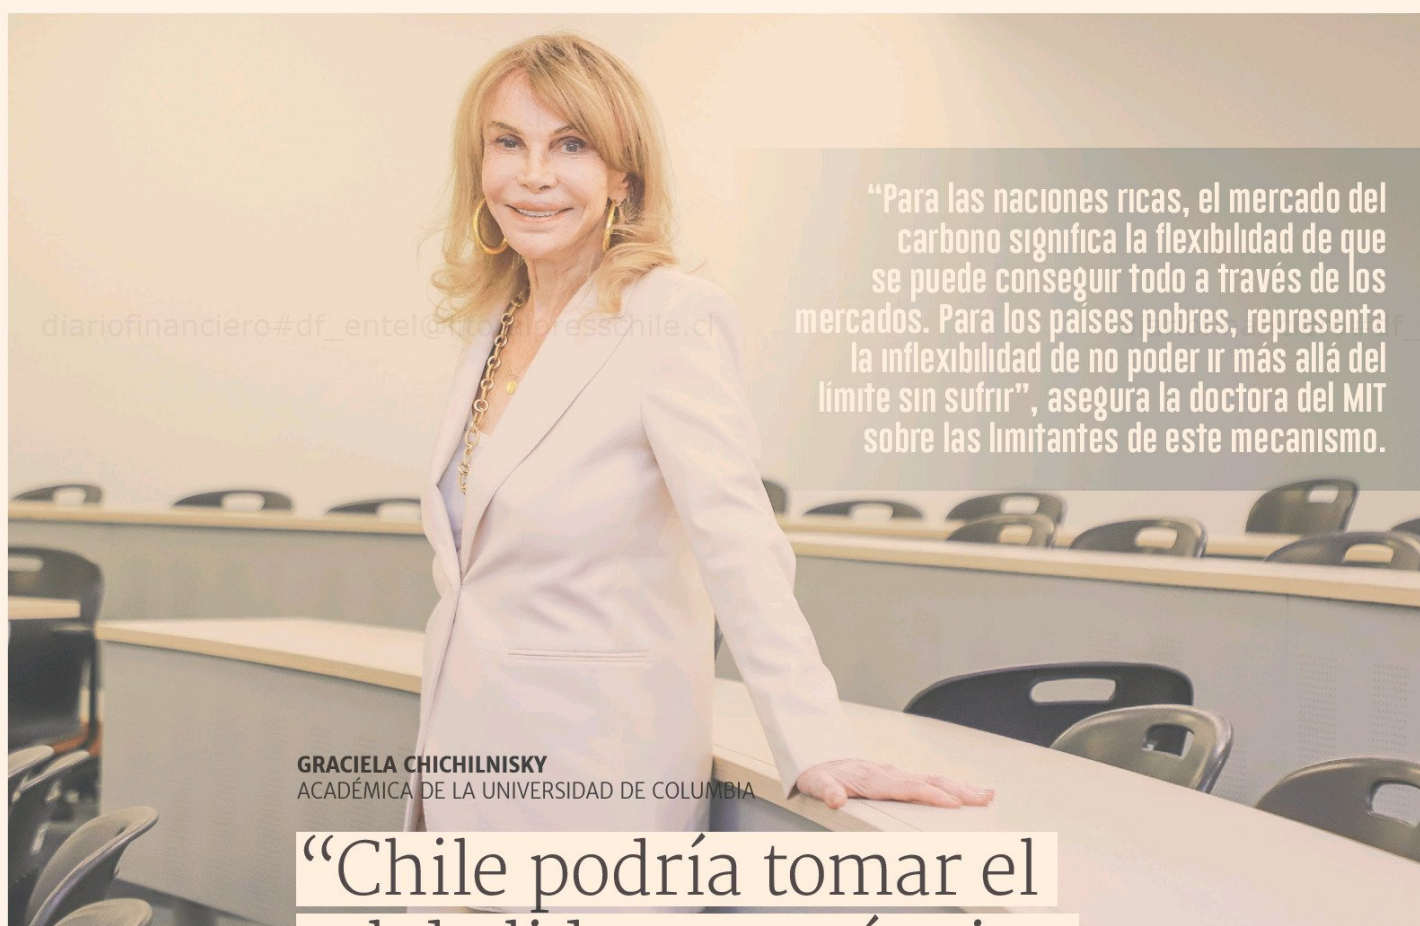 “Para las naciones ricas, el mercado del
carbono significa la flexibilidad de que
se puede conseguir todo a través de los
mercados. Para los países pobres, representa
la inflexibilidad de no poder ir más allá del
límite sin sufrir”, asegura la doctora del MIT
sobre las limitantes de este mecanismo.
GRACIELA CHICHILNISKY
ACADÉMICA DE LA UNIVERSIDAD DE COLUMBIA
“Chile podría tomar el